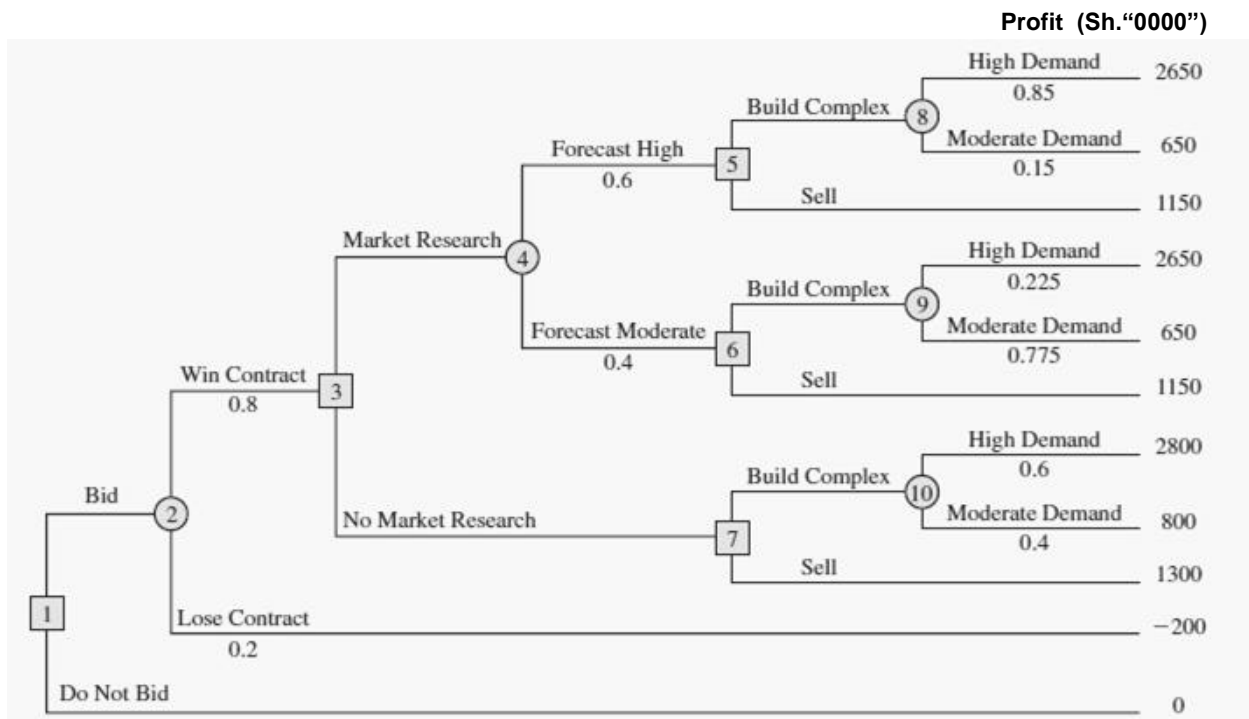 Profit (Sh.“0000”)
High Demand
2650
0.85
Build Complex
8
Moderate Demand
650
0.15
Forecast High
0.6
5
Sell
1150
Market Research
4
High Demand
2650
0.225
Build Complex
9
Moderate Demand
650
0.775
Forecast Moderate
0.4
6
Sell
1150
Win Contract
0.8
3
High Demand
2800
0.6
Build Complex
10
Moderate Demand
800
0.4
Bid
2
No Market Research
7
Sell
1300
1
Lose Contract
0.2
−200
Do Not Bid
0